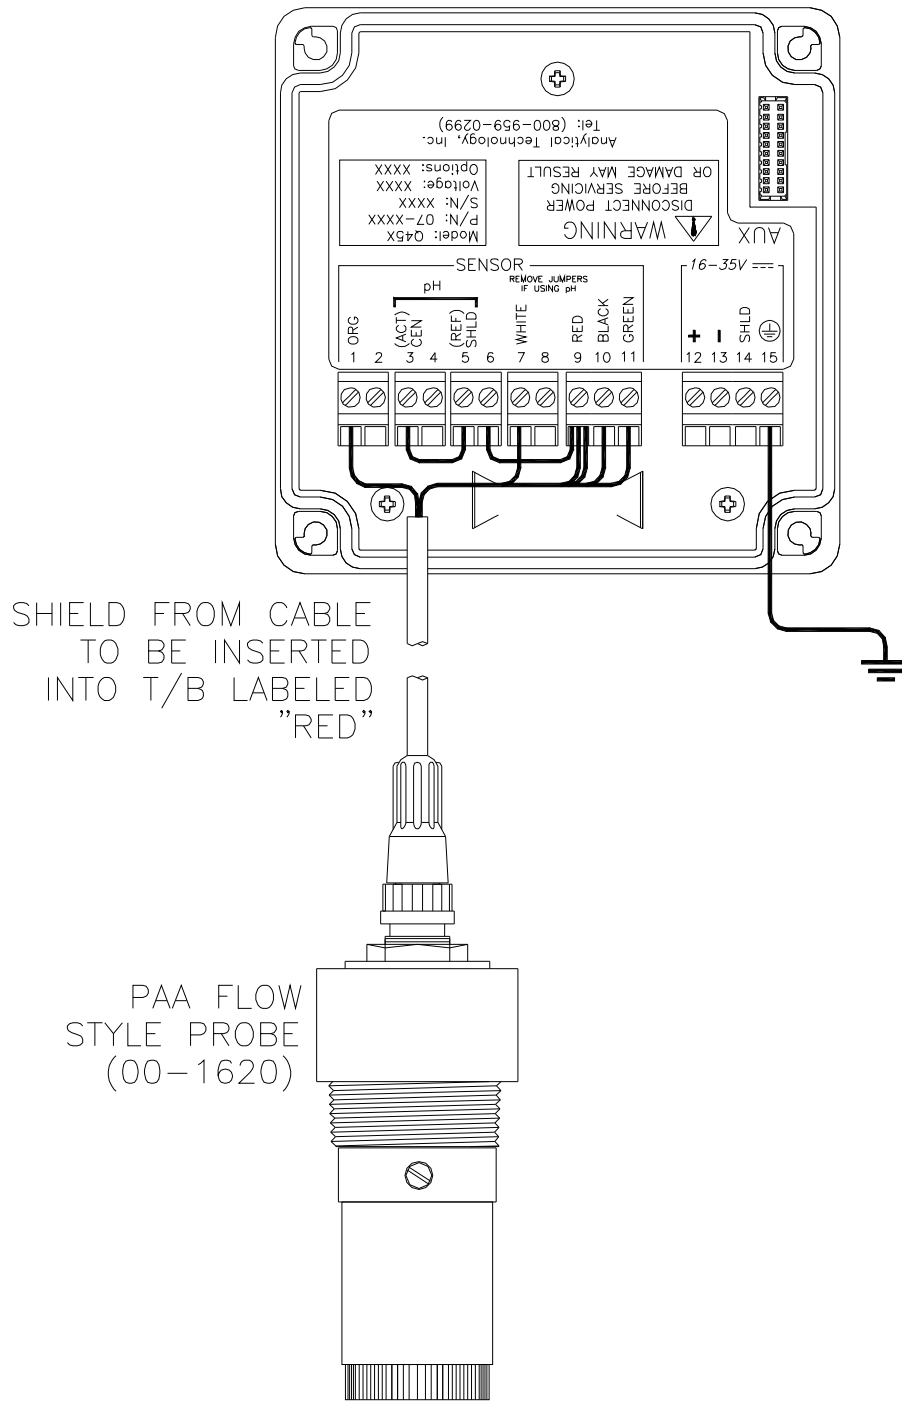 Tel: (800-959-0299)
Analytical Technology, Inc.
Options: XXXX
Voltage: XXXX
S/N: XXXX
P/N: 07-XXXX
Model: Q45X
OR DAMAGE MAY RESULT
BEFORE SERVICING
DISCONNECT POWER
WARNING
AUX
SENSOR
pH
REMOVE JUMPERS
IF USING pH
16-35V
ORG
(ACT)
CEN
(REF)
SHLD
WHITE
RED
BLACK
GREEN
+
-
SHLD
1 2 3 4 5 6 7 8 9 10 11 12 13 14 15
SHIELD FROM CABLE
TO BE INSERTED
INTO T/B LABELED
"RED"
PAA FLOW
STYLE PROBE
(00-1620)